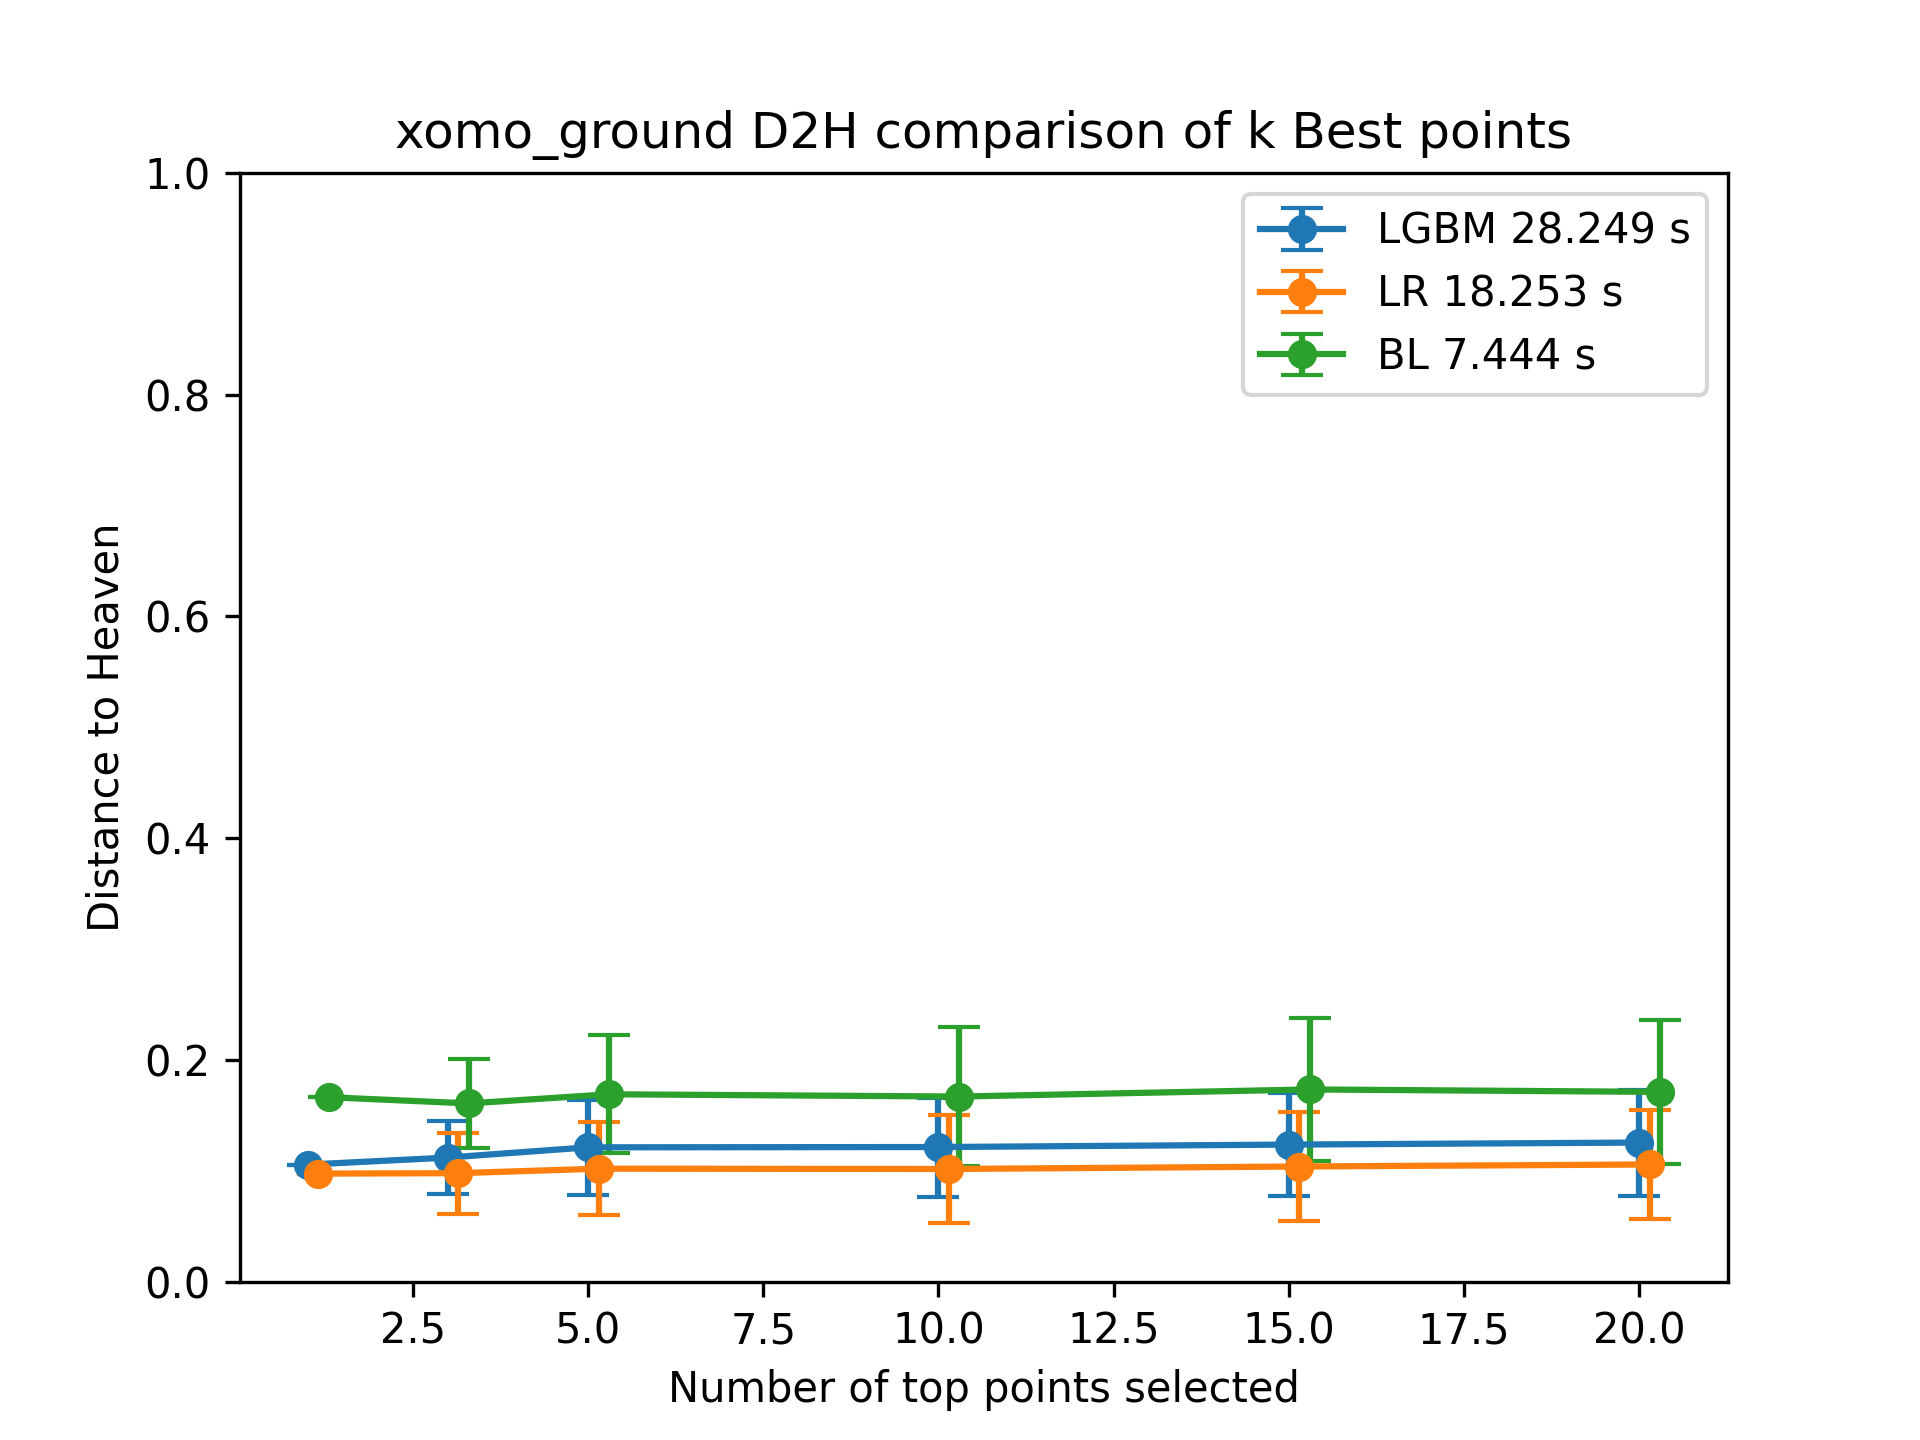 xomo_ground D2H comparison of k Best points
1.0
0.8
0.6
0.4
0.2
0.0
Distance to Heaven
LGBM 28.249 s
LR 18.253 s
BL 7.444 s
2.5 5.0 7.5 10.0 12.5 15.0 17.5 20.0
Number of top points selected